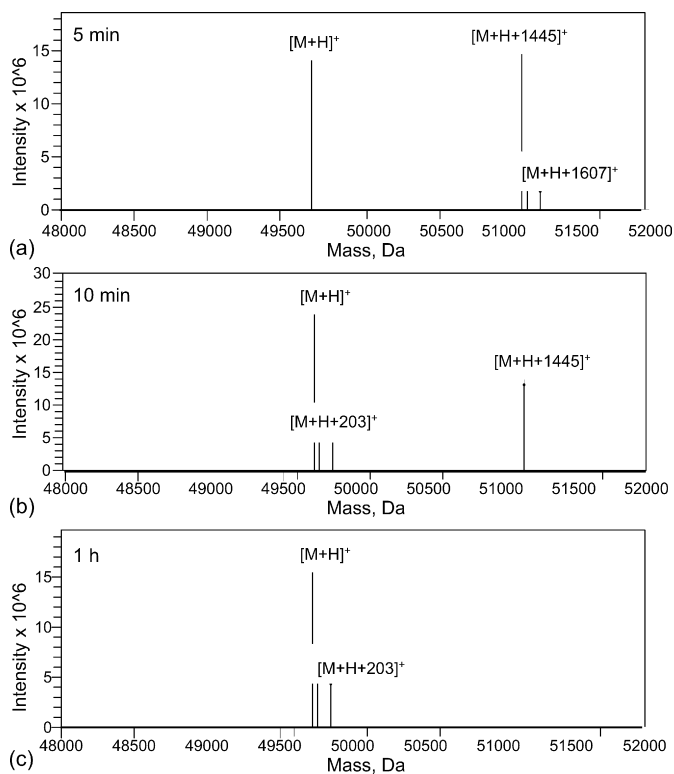 5 min
[M+H]⁺
[M+H+1445]⁺
[M+H+1607]⁺
Intensity x 10^6
15
10
5
0
48000 48500 49000 49500 50000 50500 51000 51500 52000
(a)
Mass, Da
10 min
[M+H]⁺
[M+H+1445]⁺
[M+H+203]⁺
Intensity x 10^6
30
25
20
15
10
5
0
48000 48500 49000 49500 50000 50500 51000 51500 52000
(b)
Mass, Da
1 h
[M+H]⁺
[M+H+203]⁺
Intensity x 10^6
15
10
5
0
48000 48500 49000 49500 50000 50500 51000 51500 52000
(c)
Mass, Da